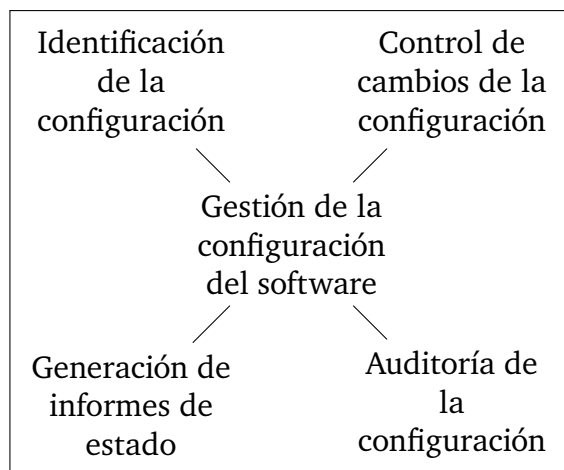 Identificación
de la
configuración
Control de
cambios de la
configuración
Gestión de la
configuración
del software
Generación de
informes de
estado
Auditoría de
la
configuración